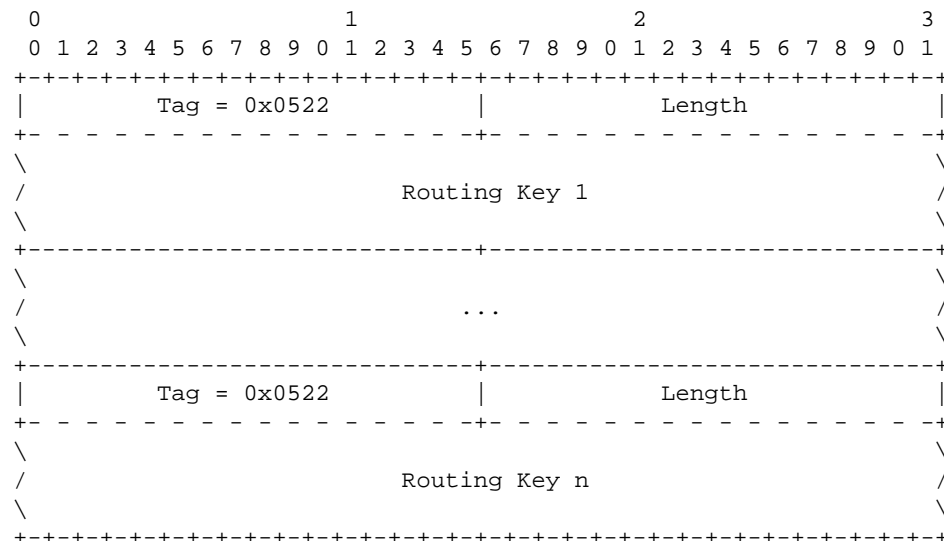 0                   1                   2                   3
 0 1 2 3 4 5 6 7 8 9 0 1 2 3 4 5 6 7 8 9 0 1 2 3 4 5 6 7 8 9 0 1
+-+-+-+-+-+-+-+-+-+-+-+-+-+-+-+-+-+-+-+-+-+-+-+-+-+-+-+-+-+-+-+-+
|         Tag = 0x0522          |            Length             |
+- - - - - - - - - - - - - - - -+- - - - - - - - - - - - - - - -+
\                                                               \
/                          Routing Key 1                        /
\                                                               \
+-------------------------------+-------------------------------+
\                                                               \
/                              ...                              /
\                                                               \
+-------------------------------+-------------------------------+
|         Tag = 0x0522          |            Length             |
+- - - - - - - - - - - - - - - -+- - - - - - - - - - - - - - - -+
\                                                               \
/                          Routing Key n                        /
\                                                               \
+-+-+-+-+-+-+-+-+-+-+-+-+-+-+-+-+-+-+-+-+-+-+-+-+-+-+-+-+-+-+-+-+